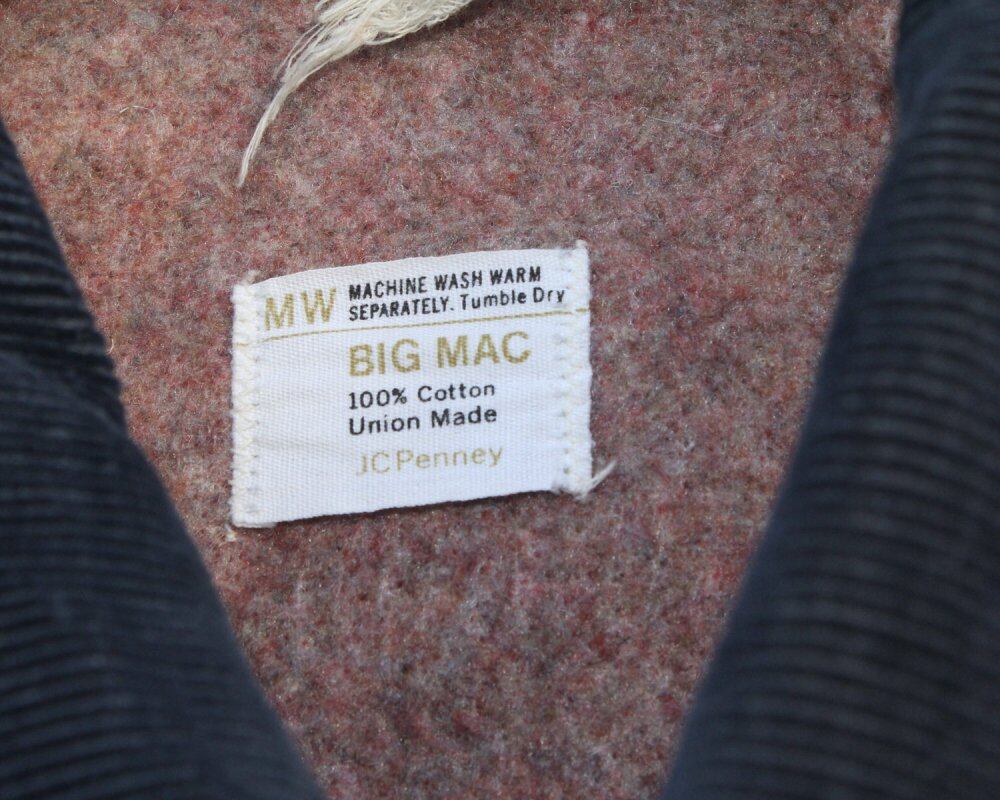 MW MACHINE WASH WARM
SEPARATELY. Tumble Dry
BIG MAC
100% Cotton
Union Made
JCPenney